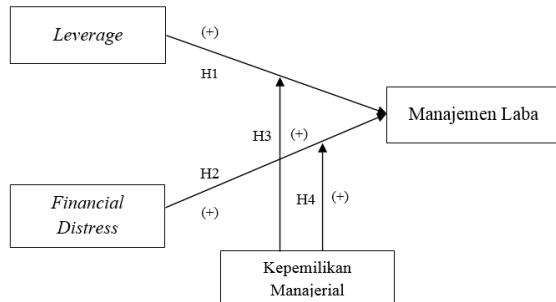 Leverage
(+)
H1
Manajemen Laba
H3
(+)
H2
(+)
H4
(+)
Financial
Distress
Kepemilikan
Manajerial